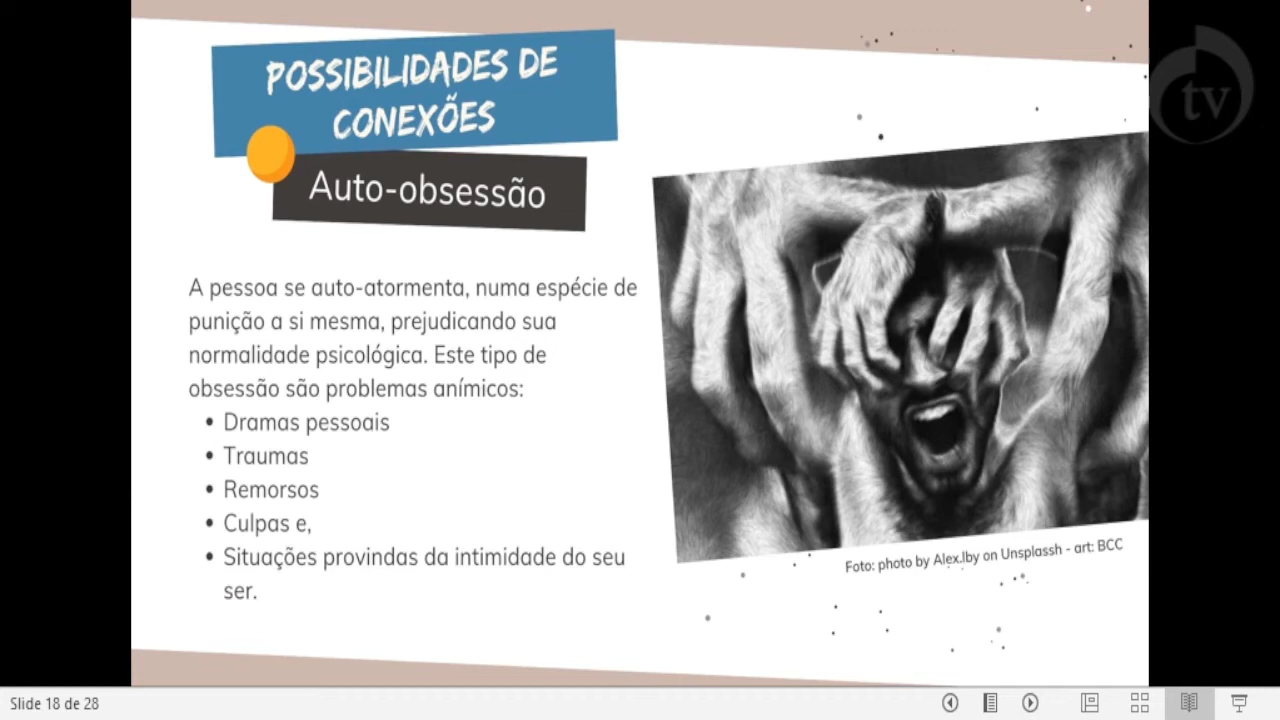 POSSIBILIDADES DE
CONEXÕES
Auto-obsessão
A pessoa se auto-atormenta, numa espécie de
punição a si mesma, prejudicando sua
normalidade psicológica. Este tipo de
obsessão são problemas anímicos:
• Dramas pessoais
• Traumas
• Remorsos
• Culpas e,
• Situações provindas da intimidade do seu
ser.
Foto: photo by Alex.Iby on Unsplassh - art: BCC
tv
Slide 18 de 28